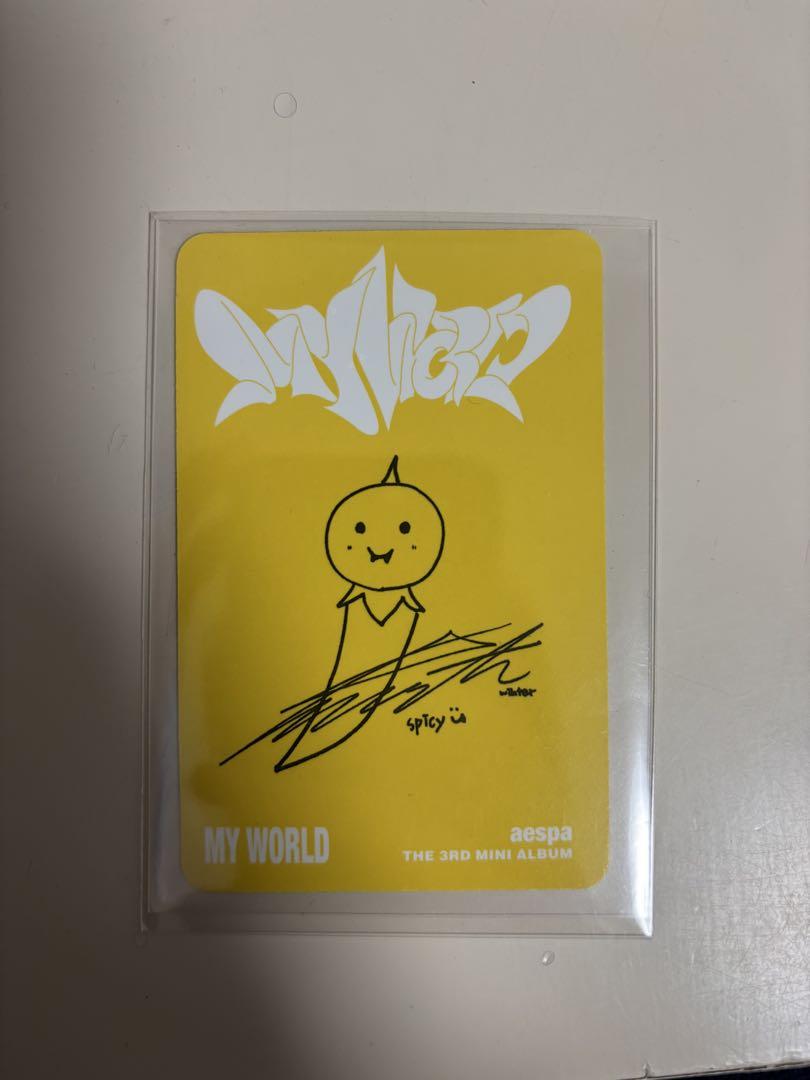 MY WORLD
winter
spicy
MY WORLD
aespa
THE 3RD MINI ALBUM